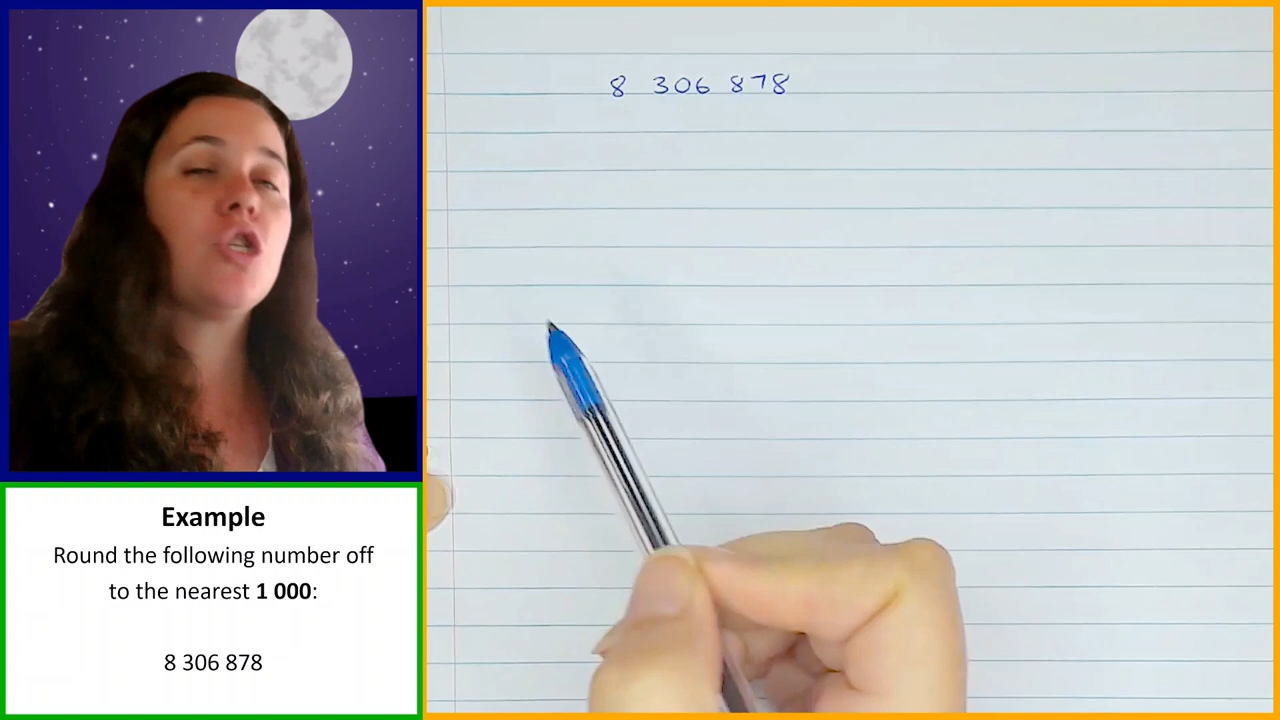 8 306 878
Example
Round the following number off
to the nearest 1 000:
8 306 878